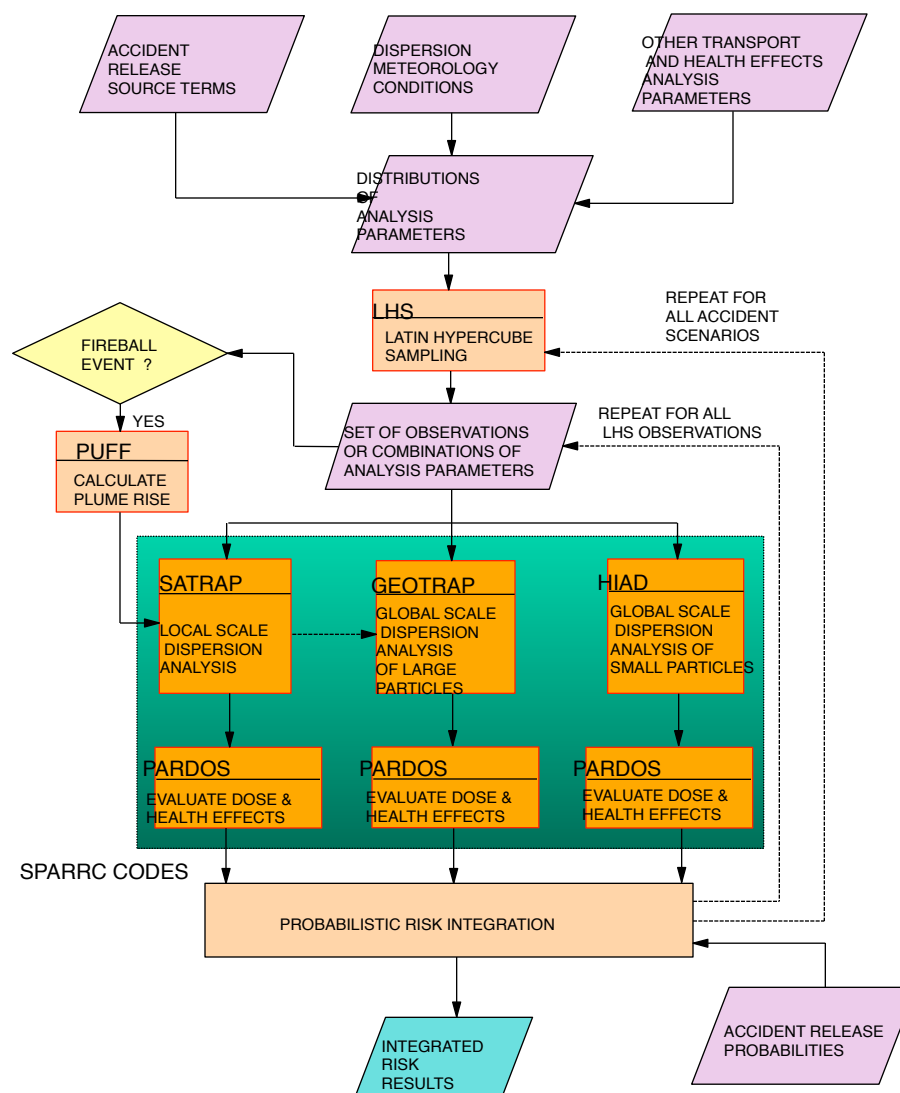 ACCIDENT
RELEASE
SOURCE TERMS
DISPERSION
METEOROLOGY
CONDITIONS
OTHER TRANSPORT
AND HEALTH EFFECTS
ANALYSIS
PARAMETERS
DISTRIBUTIONS
OF
ANALYSIS
PARAMETERS
LHS
LATIN HYPERCUBE
SAMPLING
REPEAT FOR
ALL ACCIDENT
SCENARIOS
FIREBALL
EVENT ?
YES
PUFF
CALCULATE
PLUME RISE
SET OF OBSERVATIONS
OR COMBINATIONS OF
ANALYSIS PARAMETERS
REPEAT FOR ALL
LHS OBSERVATIONS
SATRAP
LOCAL SCALE
DISPERSION
ANALYSIS
GEOTRAP
GLOBAL SCALE
DISPERSION
ANALYSIS
OF LARGE
PARTICLES
HIAD
GLOBAL SCALE
DISPERSION
ANALYSIS OF
SMALL PARTICLES
PARDOS
EVALUATE DOSE &
HEALTH EFFECTS
PARDOS
EVALUATE DOSE &
HEALTH EFFECTS
PARDOS
EVALUATE DOSE &
HEALTH EFFECTS
SPARRC CODES
PROBABILISTIC RISK INTEGRATION
INTEGRATED
RISK
RESULTS
ACCIDENT RELEASE
PROBABILITIES